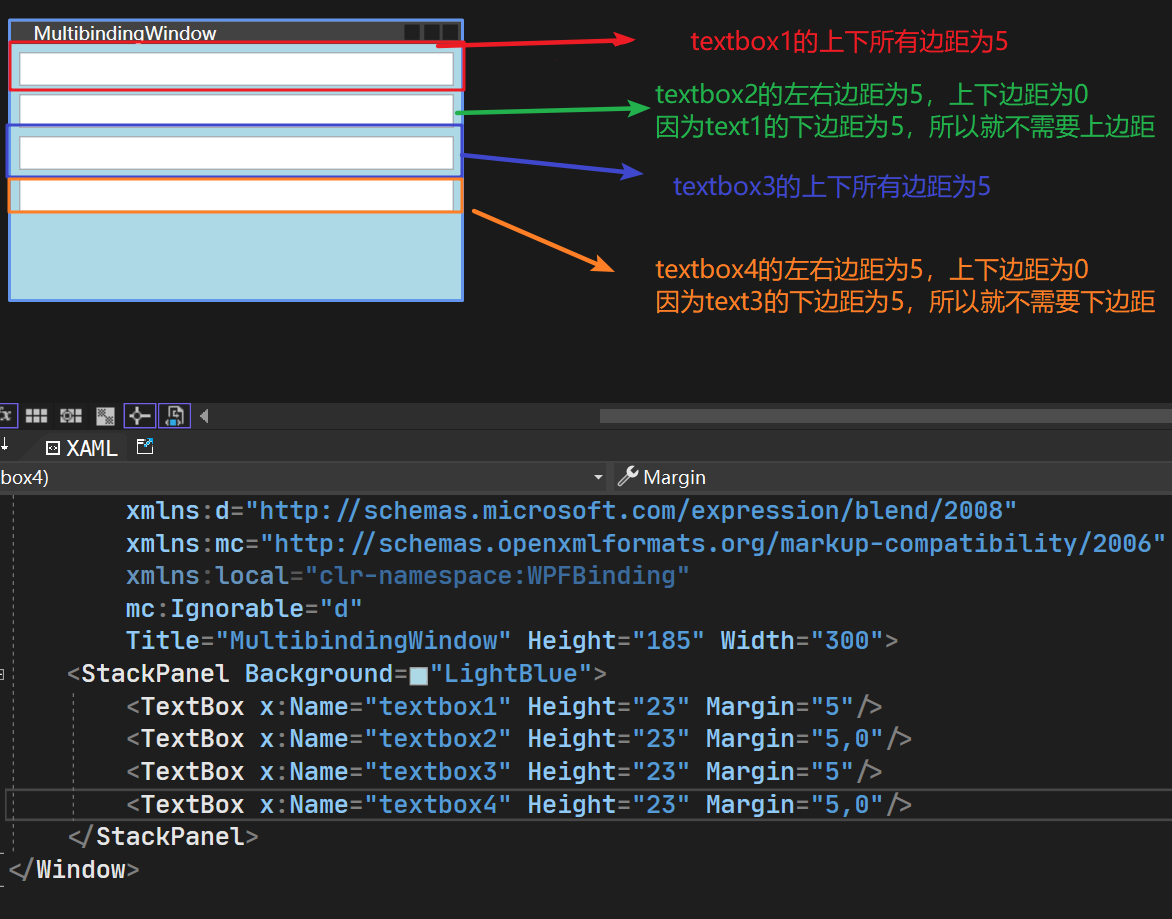 MultibindingWindow
textbox1的上下所有边距为5
textbox2的左右边距为5，上下边距为0
因为text1的下边距为5，所以就不需要上边距
textbox3的上下所有边距为5
textbox4的左右边距为5，上下边距为0
因为text3的下边距为5，所以就不需要下边距
fx
XAML
box4)
Margin
xmlns:d="http://schemas.microsoft.com/expression/blend/2008"
xmlns:mc="http://schemas.openxmlformats.org/markup-compatibility/2006"
xmlns:local="clr-namespace:WPFBinding"
mc:Ignorable="d"
Title="MultibindingWindow" Height="185" Width="300">
<StackPanel Background="LightBlue">
<TextBox x:Name="textbox1" Height="23" Margin="5"/>
<TextBox x:Name="textbox2" Height="23" Margin="5,0"/>
<TextBox x:Name="textbox3" Height="23" Margin="5"/>
<TextBox x:Name="textbox4" Height="23" Margin="5,0"/>
</StackPanel>
</Window>